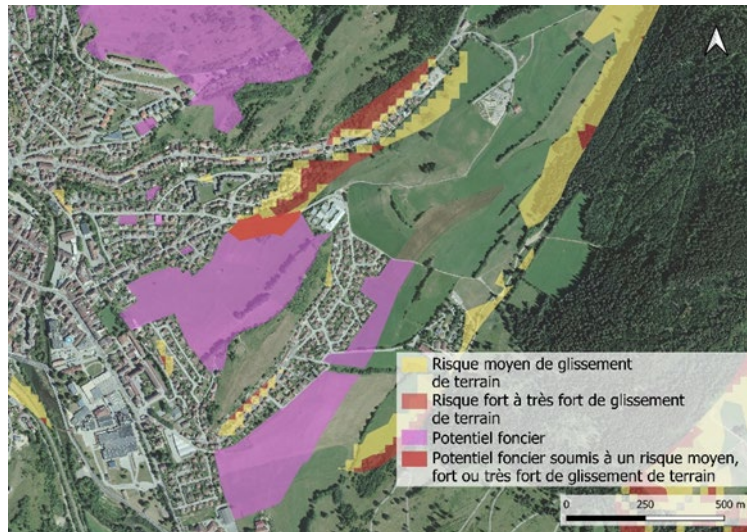 Risque moyen de glissement
de terrain
Risque fort à très fort de glissement
de terrain
Potentiel foncier
Potentiel foncier soumis à un risque moyen,
fort ou très fort de glissement de terrain
0 250 500 m